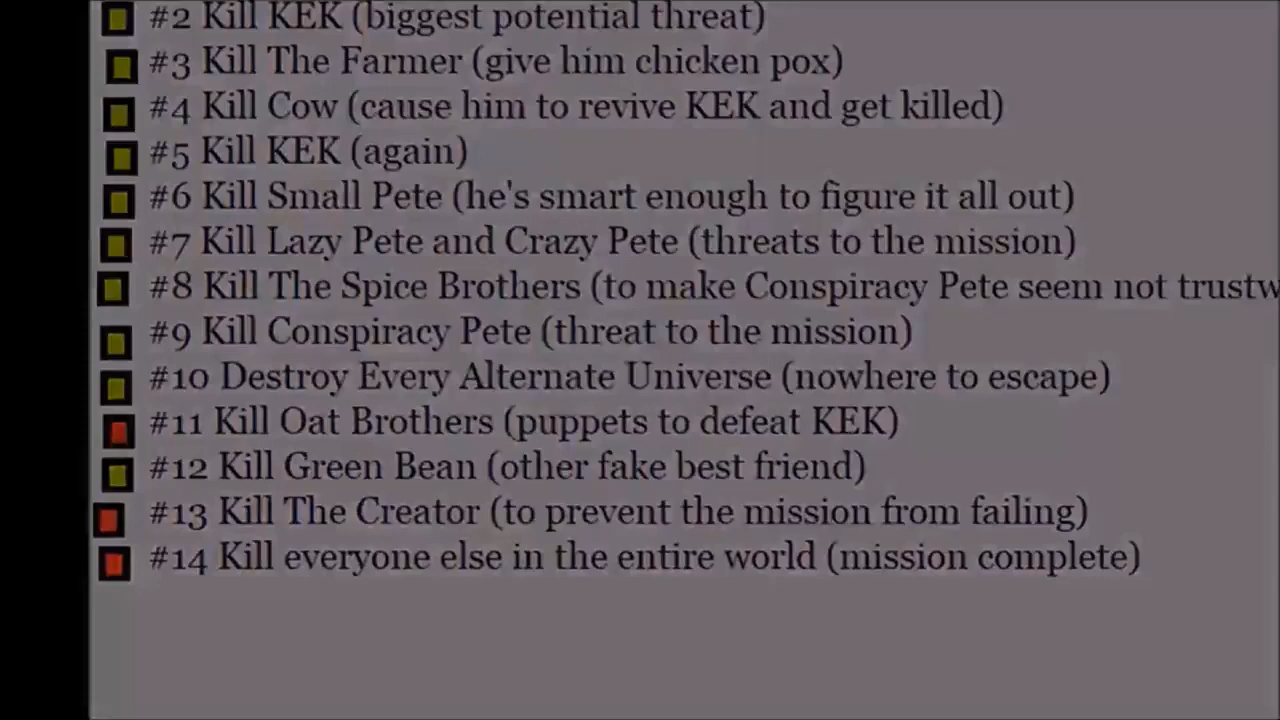 #2 Kill KEK (biggest potential threat)
#3 Kill The Farmer (give him chicken pox)
#4 Kill Cow (cause him to revive KEK and get killed)
#5 Kill KEK (again)
#6 Kill Small Pete (he's smart enough to figure it all out)
#7 Kill Lazy Pete and Crazy Pete (threats to the mission)
#8 Kill The Spice Brothers (to make Conspiracy Pete seem not trustw
#9 Kill Conspiracy Pete (threat to the mission)
#10 Destroy Every Alternate Universe (nowhere to escape)
#11 Kill Oat Brothers (puppets to defeat KEK)
#12 Kill Green Bean (other fake best friend)
#13 Kill The Creator (to prevent the mission from failing)
#14 Kill everyone else in the entire world (mission complete)